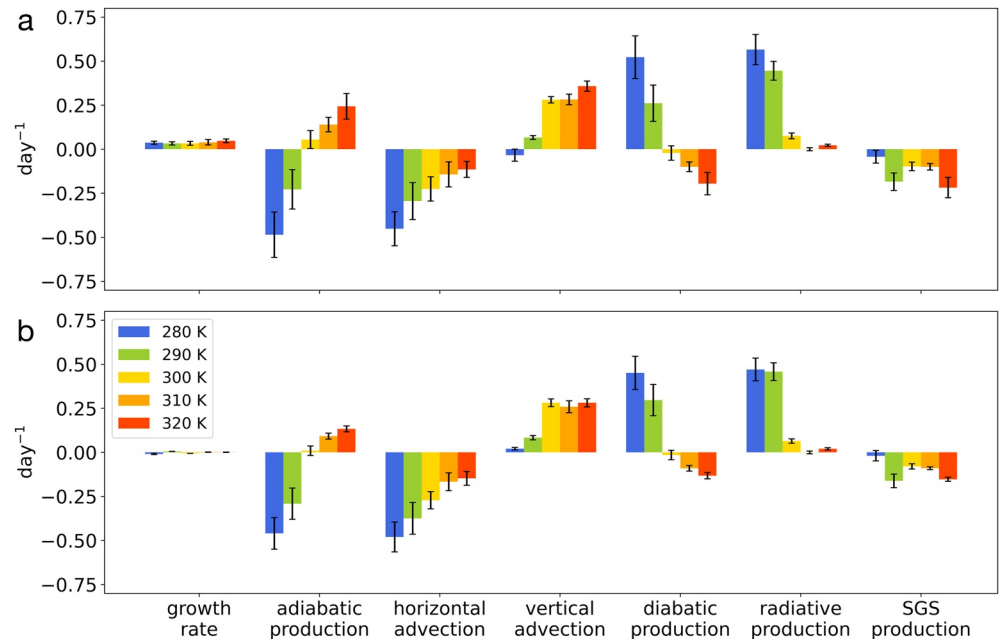 a
0.75
0.50
0.25
0.00
−0.25
−0.50
−0.75
day⁻¹
b
0.75
0.50
0.25
0.00
−0.25
−0.50
−0.75
day⁻¹
280 K
290 K
300 K
310 K
320 K
growth
rate
adiabatic
production
horizontal
advection
vertical
advection
diabatic
production
radiative
production
SGS
production